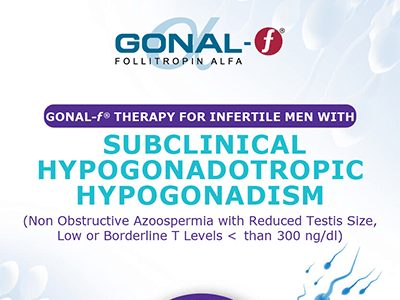 GONAL-f®
FOLLITROPIN ALFA
GONAL-f® THERAPY FOR INFERTILE MEN WITH
SUBCLINICAL
HYPOGONADOTROPIC
HYPOGONADISM
(Non Obstructive Azoospermia with Reduced Testis Size,
Low or Borderline T Levels < than 300 ng/dl)